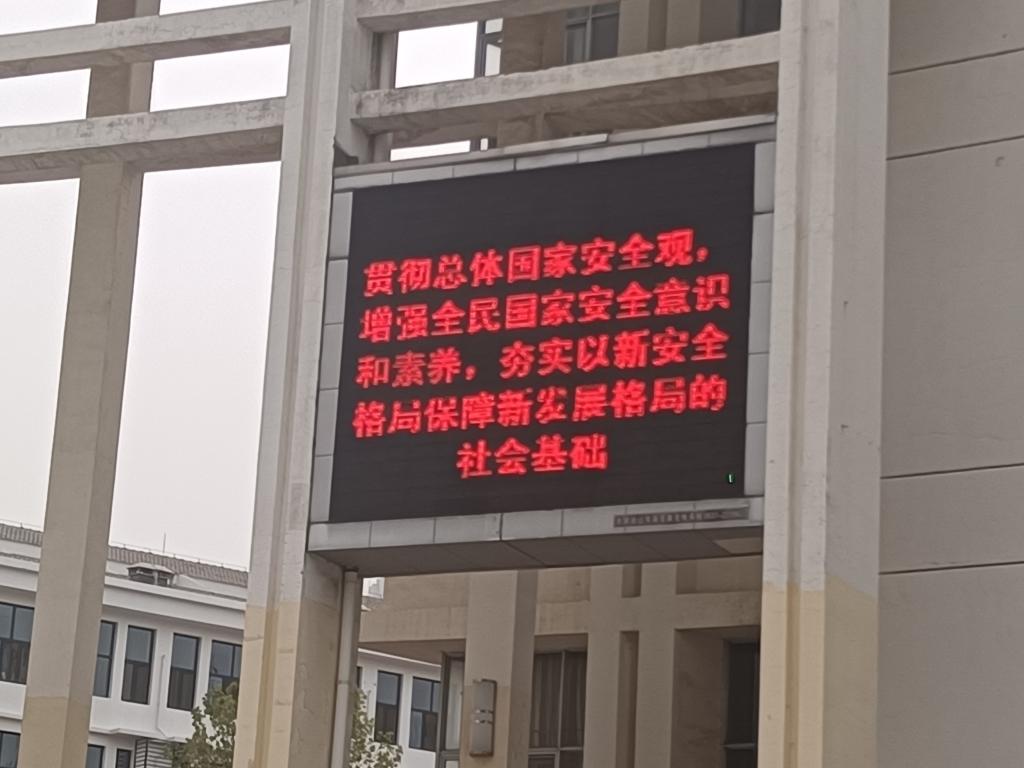 贯彻总体国家安全观，
增强全民国家安全意识
和素养，夯实以新安全
格局保障新发展格局的
社会基础